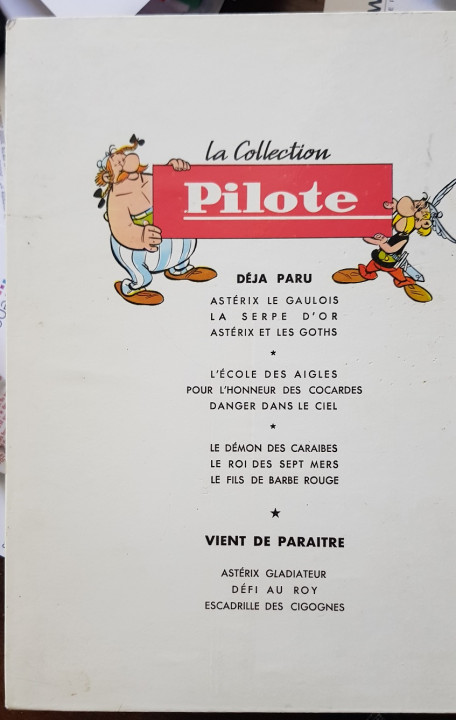 la Collection
Pilote
DÉJA PARU
ASTÉRIX LE GAULOIS
LA SERPE D'OR
ASTÉRIX ET LES GOTHS
★
L'ÉCOLE DES AIGLES
POUR L'HONNEUR DES COCARDES
DANGER DANS LE CIEL
★
LE DÉMON DES CARAIBES
LE ROI DES SEPT MERS
LE FILS DE BARBE ROUGE
★
VIENT DE PARAITRE
ASTÉRIX GLADIATEUR
DÉFI AU ROY
ESCADRILLE DES CIGOGNES